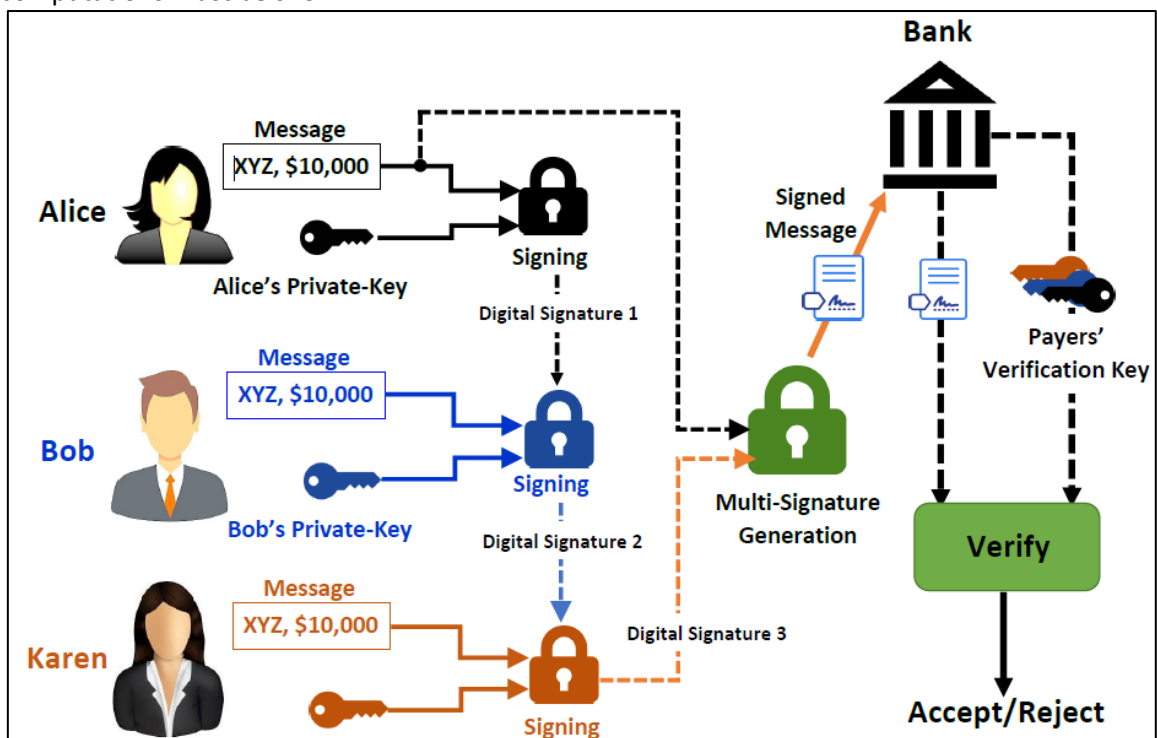 Bank
Message
XYZ, $10,000
Alice
Signing
Alice's Private-Key
Signed
Message
Digital Signature 1
Payers'
Verification Key
Message
XYZ, $10,000
Bob
Signing
Bob's Private-Key
Multi-Signature
Generation
Digital Signature 2
Verify
Message
XYZ, $10,000
Karen
Digital Signature 3
Signing
Accept/Reject